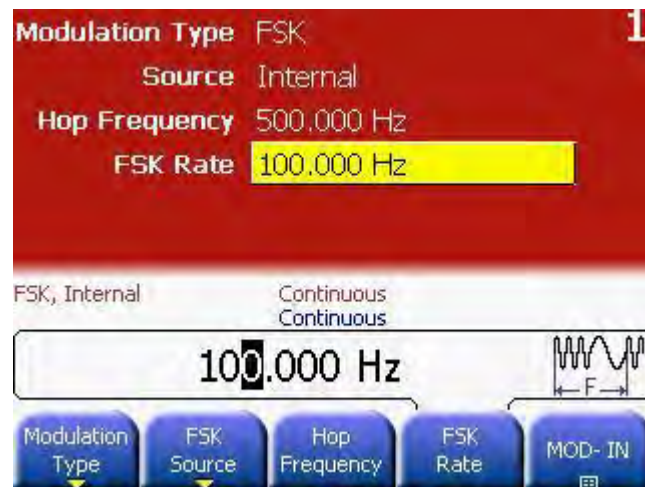 Modulation Type FSK 1
Source Internal
Hop Frequency 500.000 Hz
FSK Rate 100.000 Hz
FSK, Internal Continuous
Continuous
100.000 Hz
F
Modulation Type FSK Source Hop Frequency FSK Rate MOD- IN